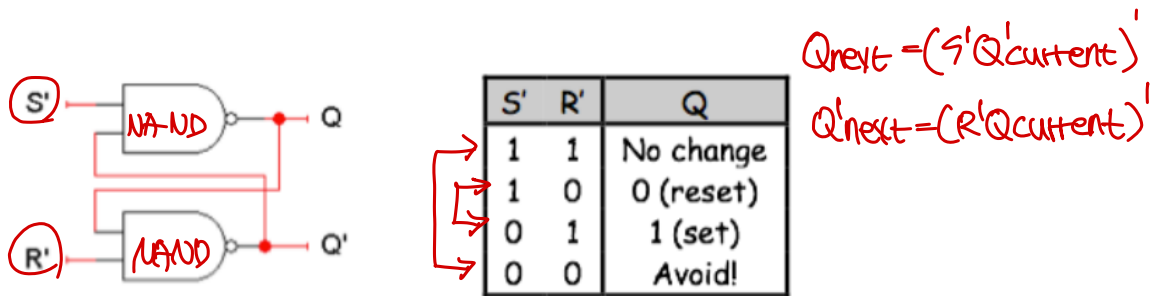 Qnext = (S'Q'current)'
Q'next = (R'Qcurrent)'
S'
NAND
Q
R'
NAND
Q'
S' R' Q
1 1 No change
1 0 0 (reset)
0 1 1 (set)
0 0 Avoid!